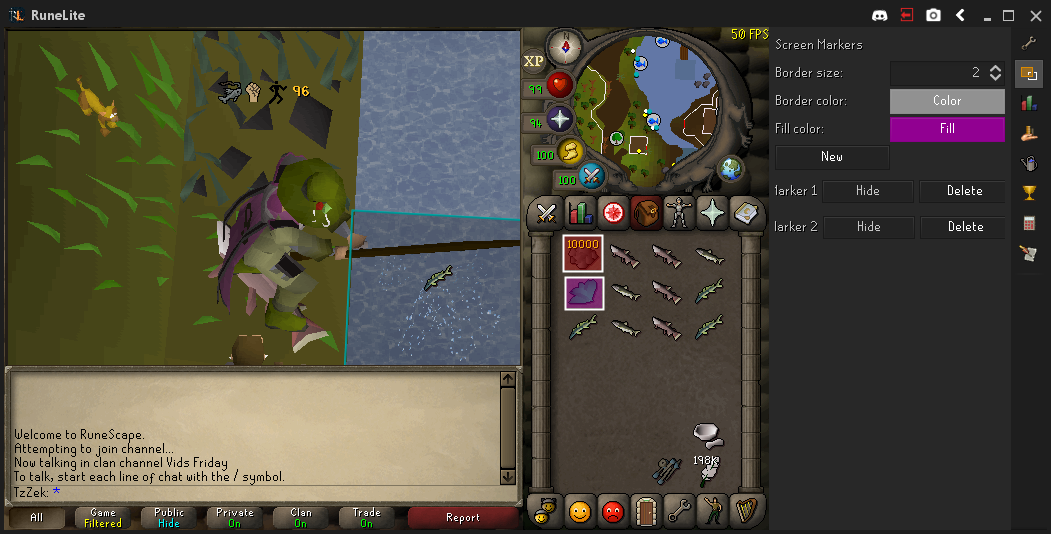 RuneLite
96
50 FPS
XP
N
99
94
100
100
10000
198K
Welcome to RuneScape.
Attempting to join channel...
Now talking in clan channel Vids Friday
To talk, start each line of chat with the / symbol.
TzZek: *
All
Game
Filtered
Public
Hide
Private
On
Clan
On
Trade
On
Report
Screen Markers
Border size: 2
Border color: Color
Fill color: Fill
New
larker 1 Hide Delete
larker 2 Hide Delete